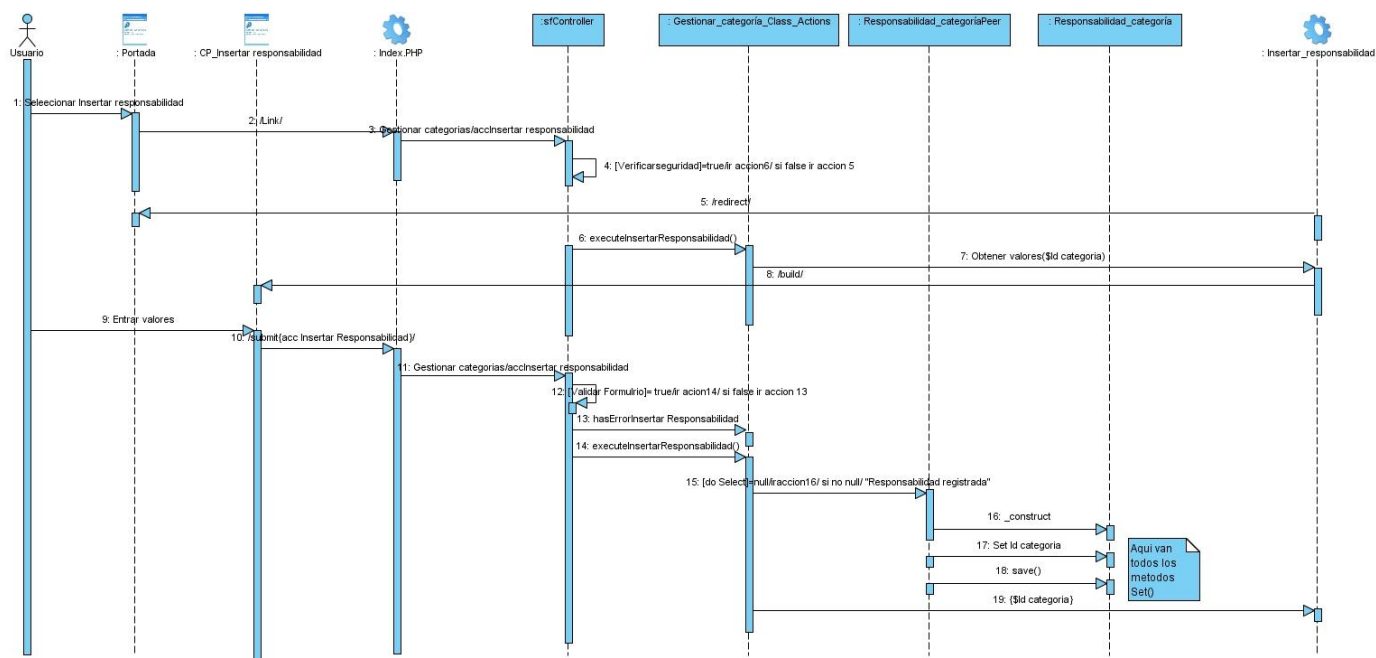 :sfController
: Gestionar_categoría_Class_Actions
: Responsabilidad_categoríaPeer
: Responsabilidad_categoría
Usuario
: Portada
: CP_Insertar responsabilidad
: Index.PHP
: Insertar_responsabilidad
1: Seleecionar Insertar responsabilidad
2: /Link/
3: Gestionar categorias/accInsertar responsabilidad
4: [Verificarseguridad]=true/ir accion6/ si false ir accion 5
5: /redirect/
6: executeInsertarResponsabilidad()
7: Obtener valores($Id categoria)
8: /build/
9: Entrar valores
10: /submit{acc Insertar Responsabilidad}/
11: Gestionar categorias/accInsertar responsabilidad
12: [Validar Formulrio]= true/ir acion14/ si false ir accion 13
13: hasErrorInsertar Responsabilidad
14: executeInsertarResponsabilidad()
15: [do Select]=null/iraccion16/ si no null/ "Responsabilidad registrada"
16: _construct
17: Set Id categoria
18: save()
Aqui van
todos los
metodos
Set()
19: {$Id categoria}